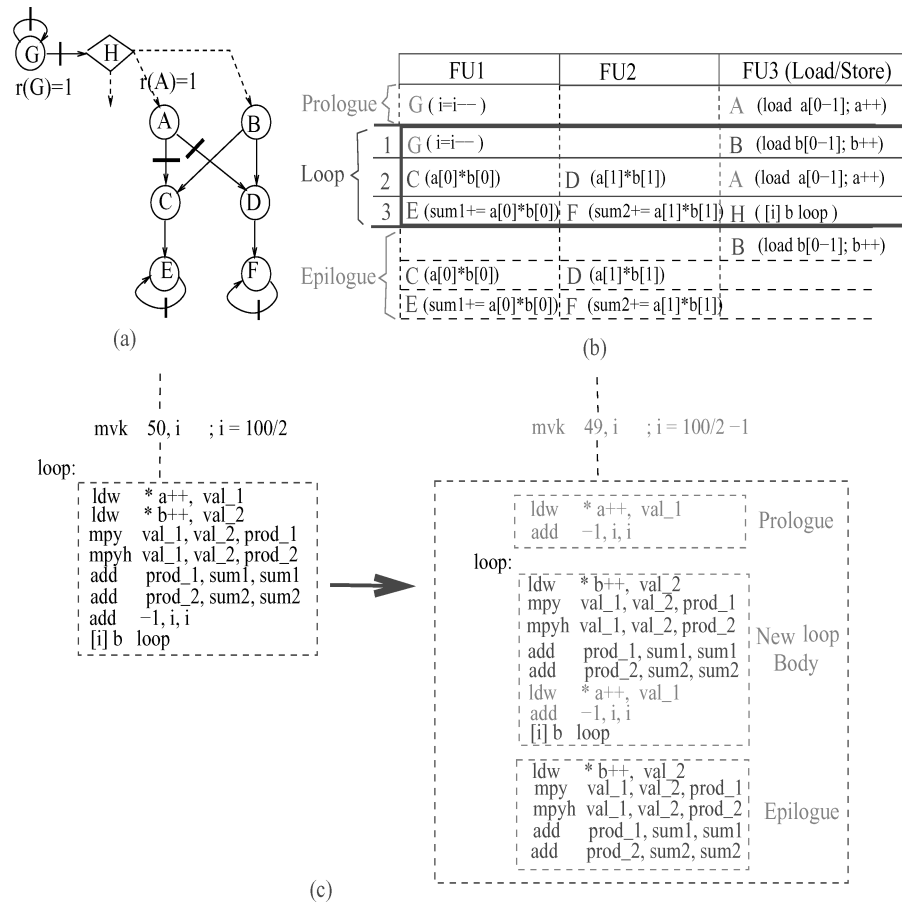 G
H
r(G)=1
r(A)=1
A
B
C
D
E
F
(a)
FU1 FU2 FU3 (Load/Store)
Prologue G ( i=i−−) A (load a[0−1]; a++)
Loop
1 G ( i=i−−) B (load b[0−1]; b++)
2 C (a[0]*b[0]) D (a[1]*b[1]) A (load a[0−1]; a++)
3 E (sum1+= a[0]*b[0]) F (sum2+= a[1]*b[1]) H ( [i] b loop )
Epilogue
B (load b[0−1]; b++)
C (a[0]*b[0]) D (a[1]*b[1])
E (sum1+= a[0]*b[0]) F (sum2+= a[1]*b[1])
(b)
mvk 50, i ; i = 100/2
loop:
ldw * a++, val_1
ldw * b++, val_2
mpy val_1, val_2, prod_1
mpyh val_1, val_2, prod_2
add prod_1, sum1, sum1
add prod_2, sum2, sum2
add −1, i, i
[i] b loop
mvk 49, i ; i = 100/2 −1
ldw * a++, val_1
add −1, i, i
Prologue
loop:
ldw * b++, val_2
mpy val_1, val_2, prod_1
mpyh val_1, val_2, prod_2
add prod_1, sum1, sum1
add prod_2, sum2, sum2
ldw * a++, val_1
add −1, i, i
[i] b loop
New loop
Body
ldw * b++, val_2
mpy val_1, val_2, prod_1
mpyh val_1, val_2, prod_2
add prod_1, sum1, sum1
add prod_2, sum2, sum2
Epilogue
(c)